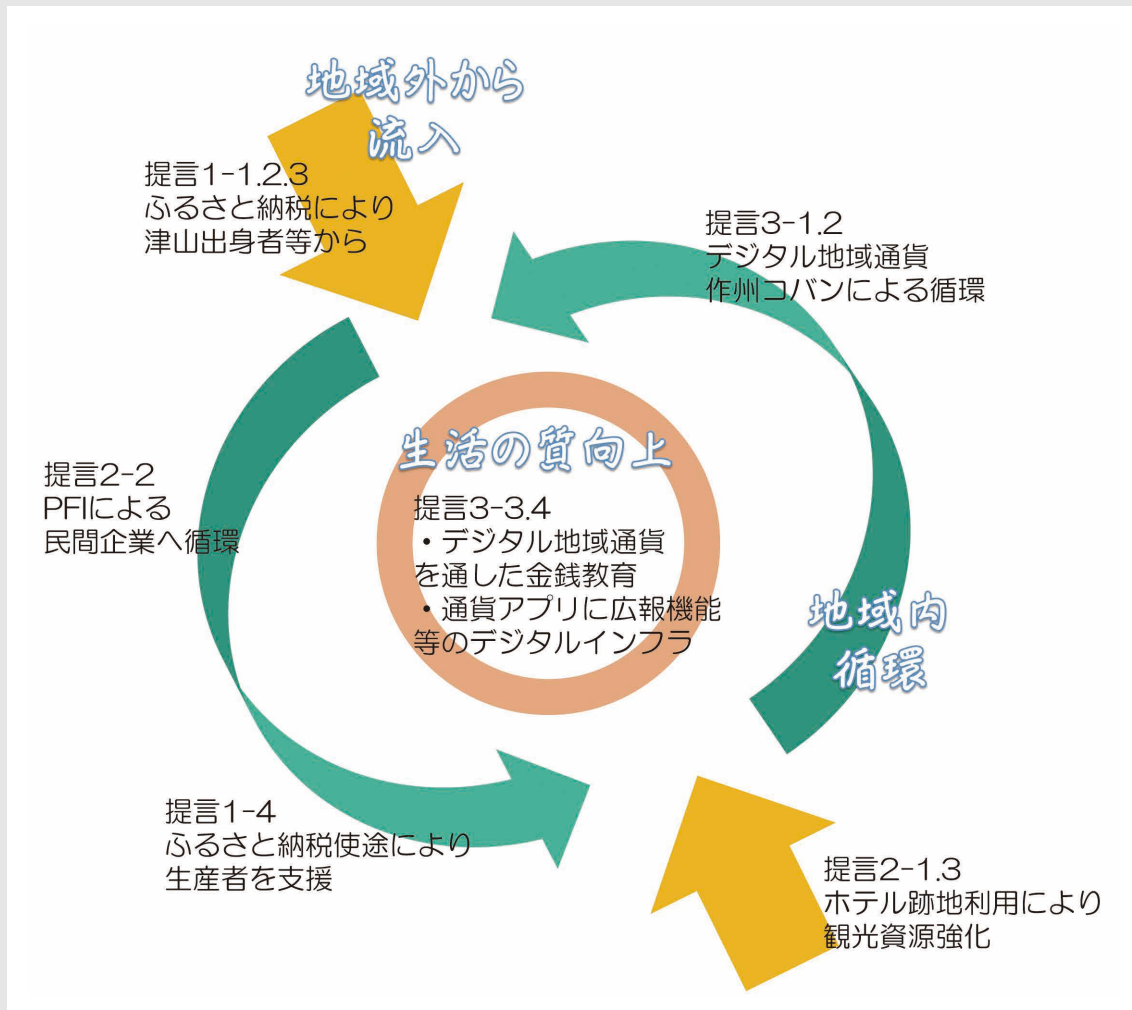 地域外から
流入
提言1-1.2.3
ふるさと納税により
津山出身者等から
提言3-1.2
デジタル地域通貨
作州コバンによる循環
生活の質向上
提言3-3.4
・デジタル地域通貨
を通した金銭教育
・通貨アプリに広報機能
等のデジタルインフラ
提言2-2
PFIによる
民間企業へ循環
地域内
循環
提言1-4
ふるさと納税使途により
生産者を支援
提言2-1.3
ホテル跡地利用により
観光資源強化